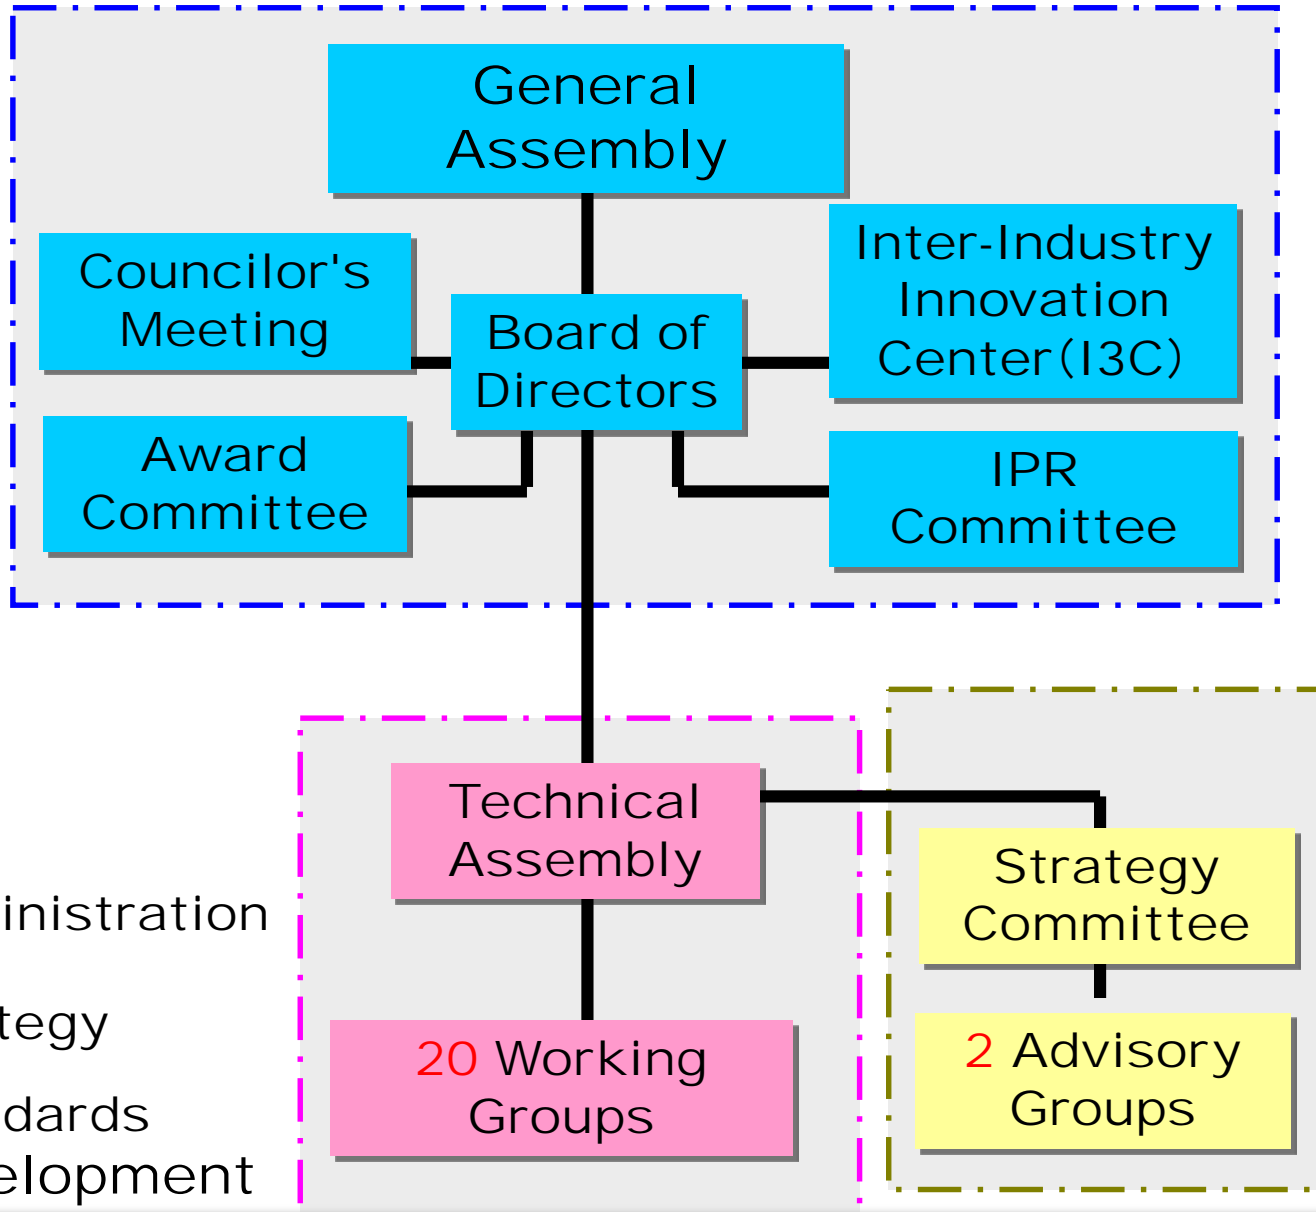 General
Assembly
Councilor's
Meeting
Inter-Industry
Innovation
Center(I3C)
Board of
Directors
Award
Committee
IPR
Committee
Technical
Assembly
Strategy
Committee
20 Working
Groups
2 Advisory
Groups
inistration
tegy
dards
elopment